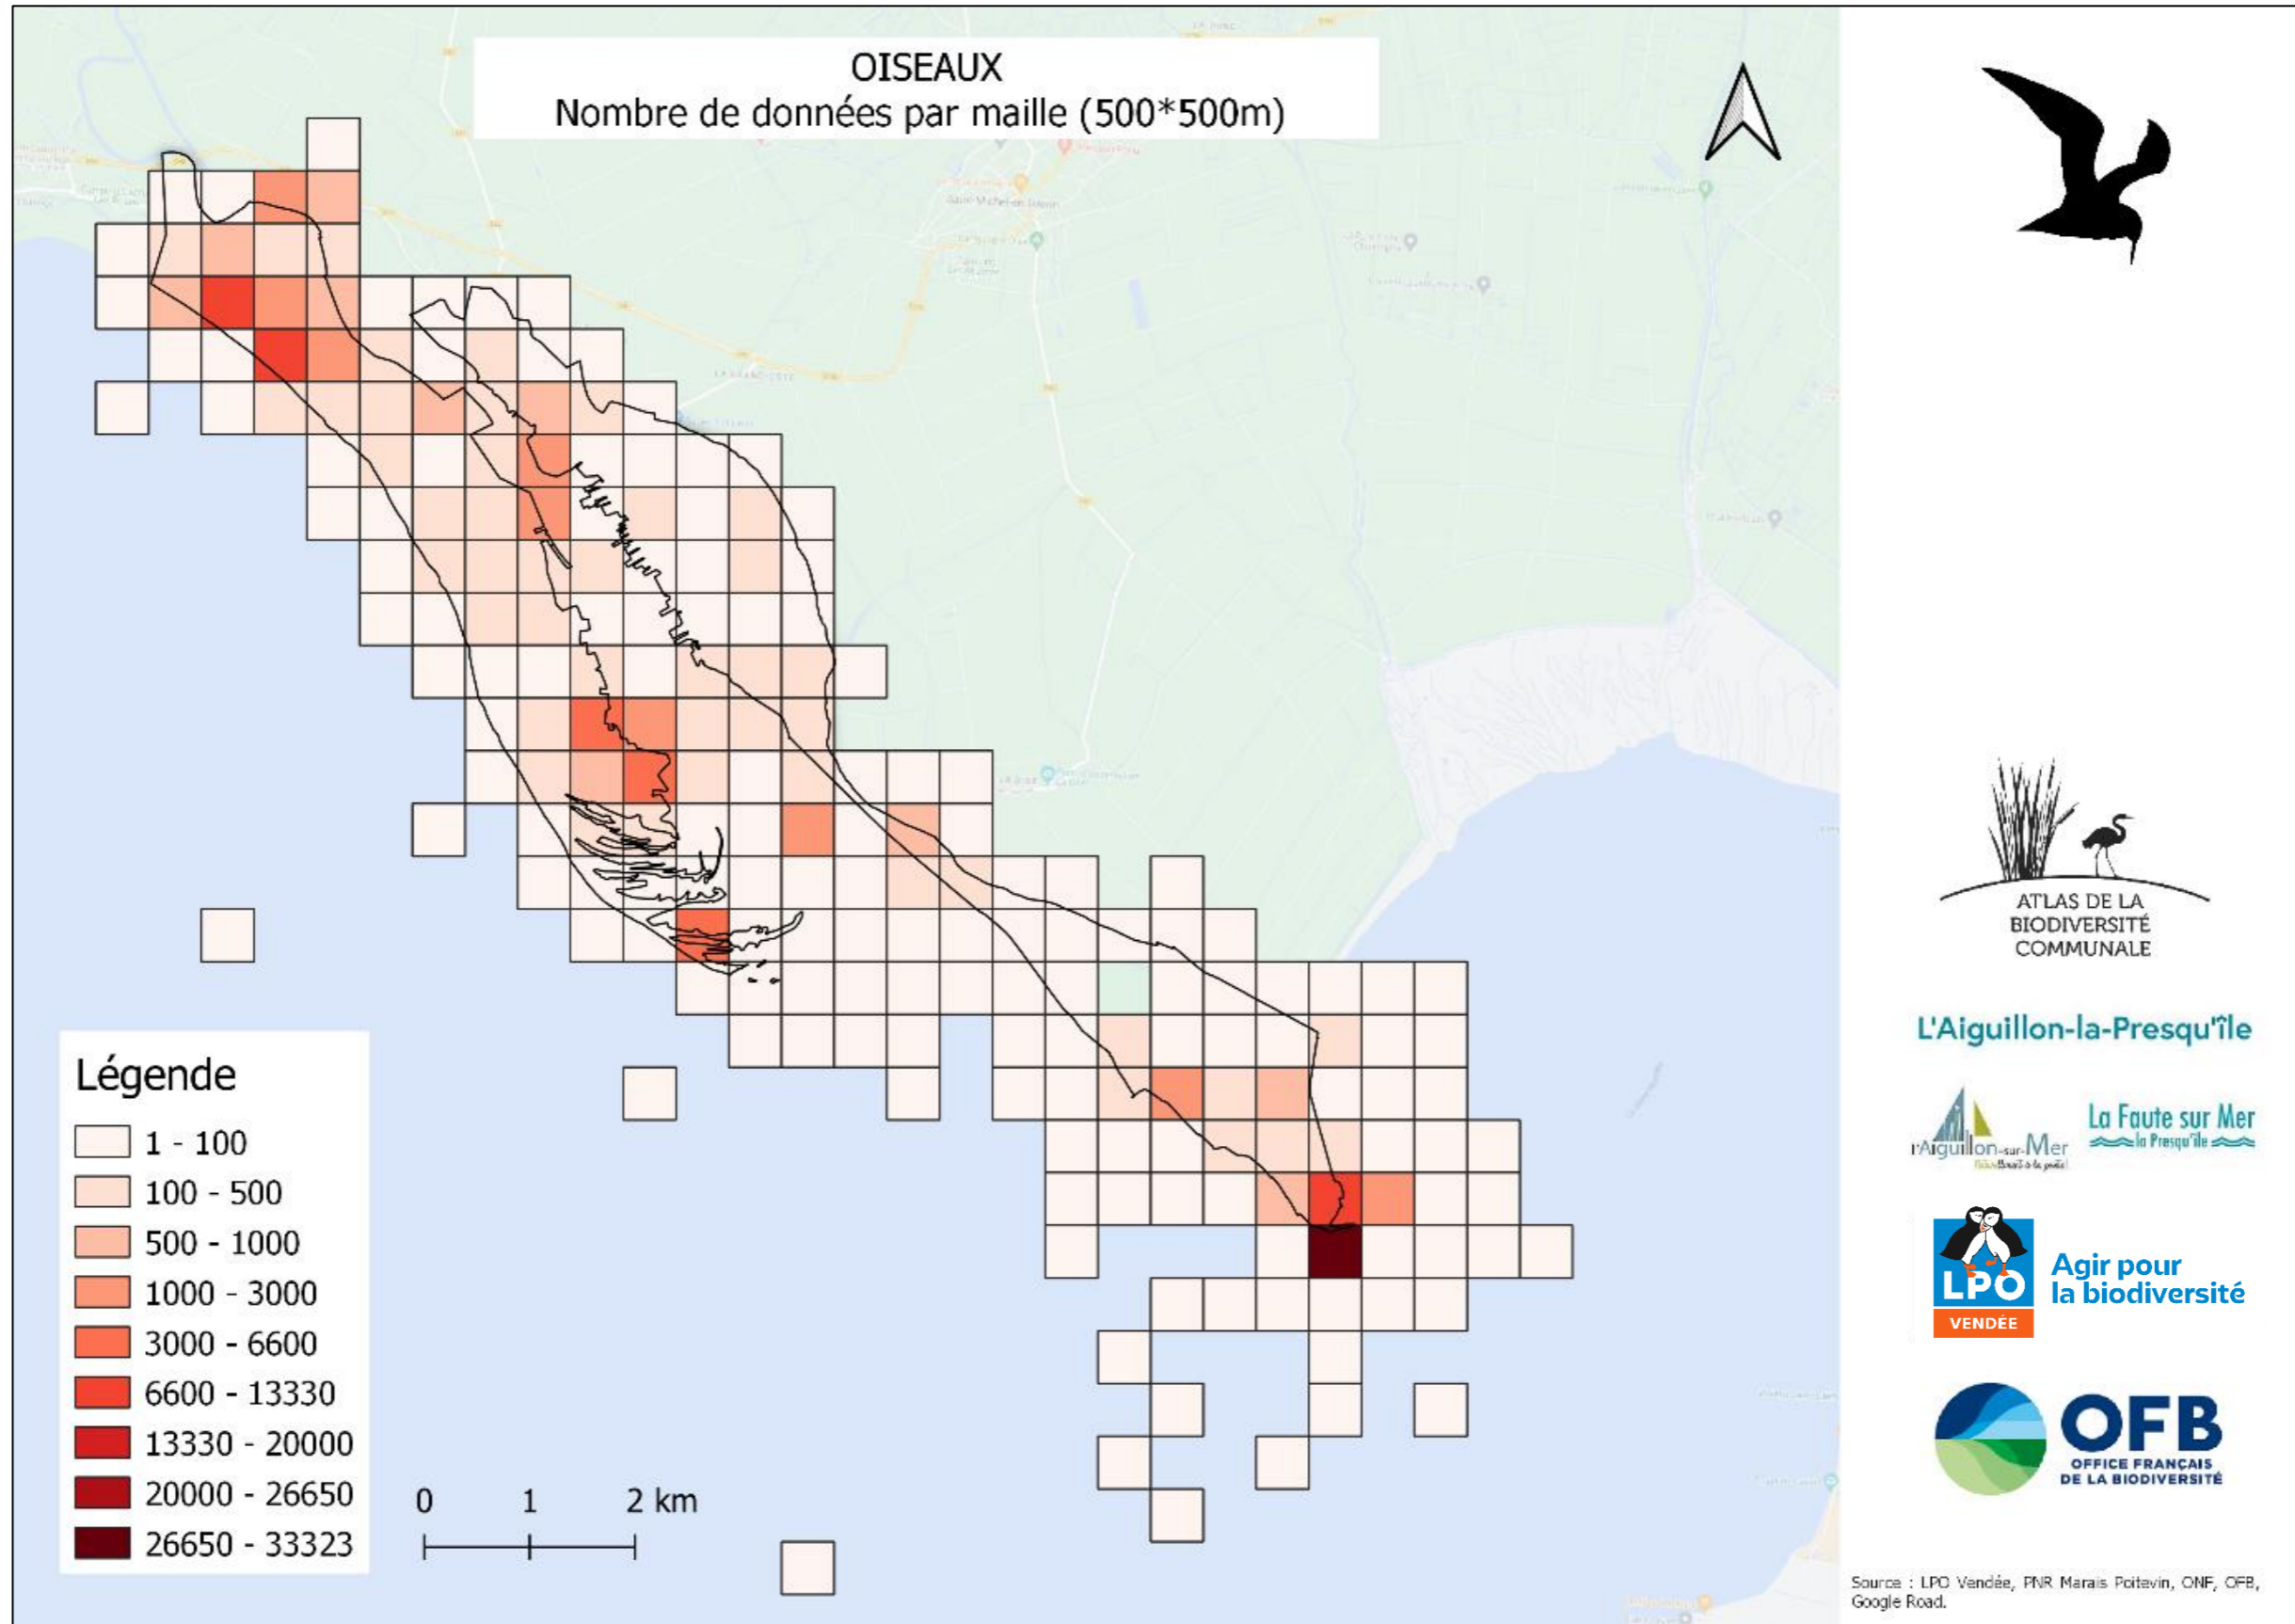 OISEAUX
Nombre de données par maille (500*500m)
Légende
1 - 100
100 - 500
500 - 1000
1000 - 3000
3000 - 6600
6600 - 13330
13330 - 20000
20000 - 26650
26650 - 33323
0 1 2 km
ATLAS DE LA
BIODIVERSITÉ
COMMUNALE
L'Aiguillon-la-Presqu'île
l'Aiguillon-sur-Mer
La Faute sur Mer
la Presqu'île
LPO
VENDÉE
Agir pour
la biodiversité
OFB
OFFICE FRANÇAIS
DE LA BIODIVERSITÉ
Source : LPO Vendée, PNR Marais Poitevin, ONF, OFB,
Google Road.